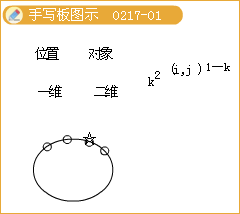 手写板图示 0217-01
位置 对象
k² (i,j) 1—k
一维 二维